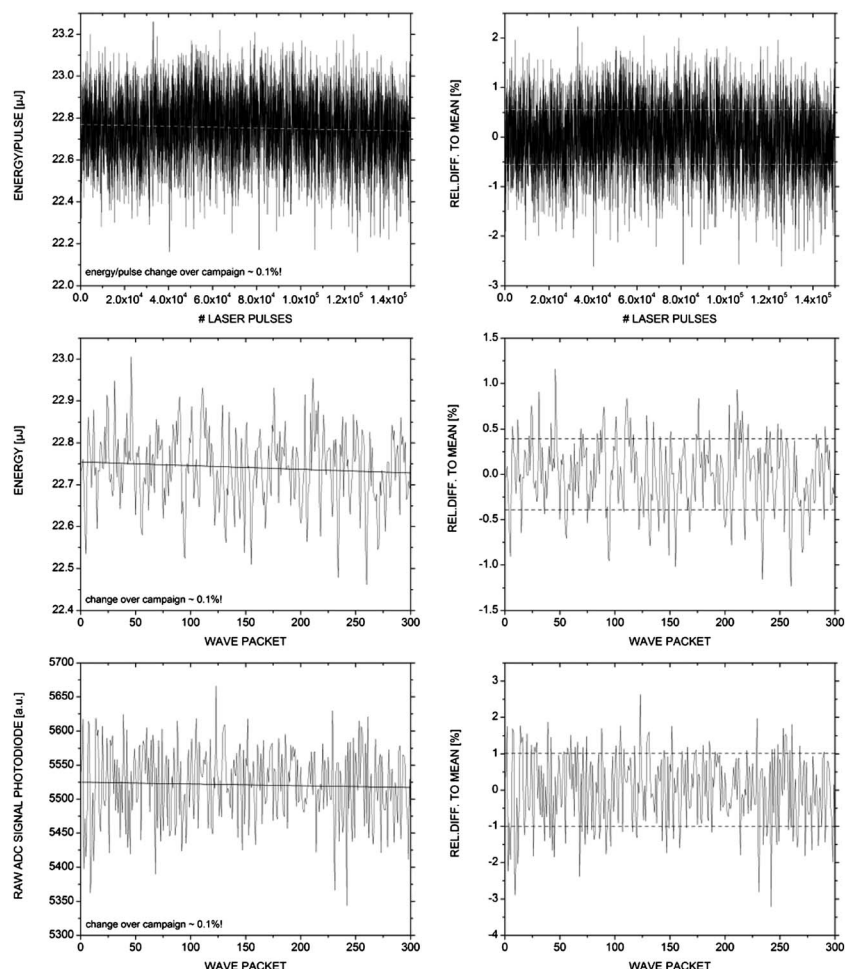 ENERGY/PULSE [µJ]
23.2
23.0
22.8
22.6
22.4
22.2
22.0
energy/pulse change over campaign ~ 0.1%!
0.0 2.0x10⁴ 4.0x10⁴ 6.0x10⁴ 8.0x10⁴ 1.0x10⁵ 1.2x10⁵ 1.4x10⁵
# LASER PULSES
REL.DIFF. TO MEAN [%]
2
1
0
-1
-2
-3
0.0 2.0x10⁴ 4.0x10⁴ 6.0x10⁴ 8.0x10⁴ 1.0x10⁵ 1.2x10⁵ 1.4x10⁵
# LASER PULSES
ENERGY [µJ]
23.0
22.9
22.8
22.7
22.6
22.5
22.4
change over campaign ~ 0.1%!
0 50 100 150 200 250 300
WAVE PACKET
REL.DIFF. TO MEAN [%]
1.5
1.0
0.5
0.0
-0.5
-1.0
-1.5
0 50 100 150 200 250 300
WAVE PACKET
RAW ADC SIGNAL PHOTODIODE [a.u.]
5700
5650
5600
5550
5500
5450
5400
5350
5300
change over campaign ~ 0.1%!
0 50 100 150 200 250 300
WAVE PACKET
REL.DIFF. TO MEAN [%]
3
2
1
0
-1
-2
-3
-4
0 50 100 150 200 250 300
WAVE PACKET